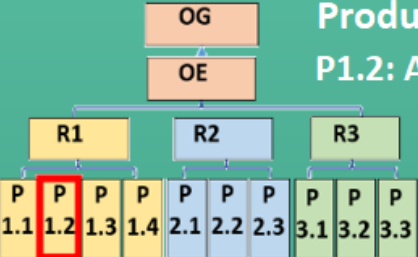 OG
Produ
OE
P1.2: A
R1 R2 R3
P P P P P P P P P P
1.1 1.2 1.3 1.4 2.1 2.2 2.3 3.1 3.2 3.3